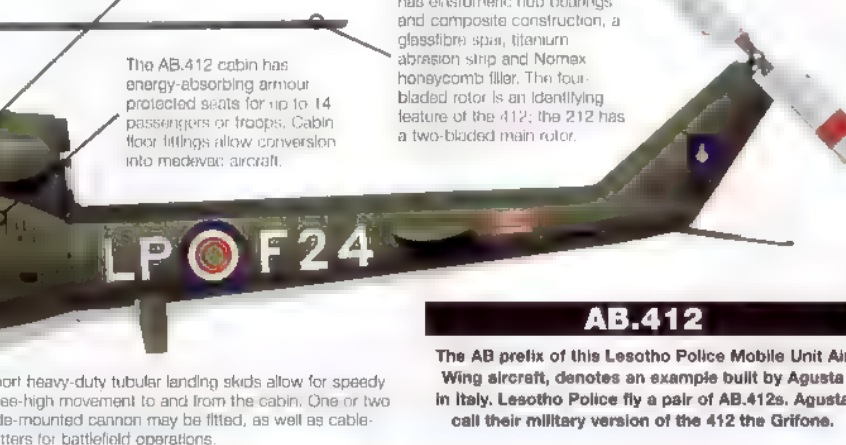 The AB.412 cabin has
energy-absorbing armour
protected seats for up to 14
passengers or troops. Cabin
floor fittings allow conversion
into medevac aircraft.
has elastomeric hub bearings
and composite construction, a
glassfibre spar, titanium
abrasion strip and Nomex
honeycomb filler. The four-
bladed rotor is an identifying
feature of the 412; the 212 has
a two-bladed main rotor.
LP F24
AB.412
The AB prefix of this Lesotho Police Mobile Unit Air
Wing aircraft, denotes an example built by Agusta
in Italy. Lesotho Police fly a pair of AB.412s. Agusta
call their military version of the 412 the Grifone.
ort heavy-duty tubular landing skids allow for speedy
ee-high movement to and from the cabin. One or two
de-mounted cannon may be fitted, as well as cable-
tters for battlefield operations.